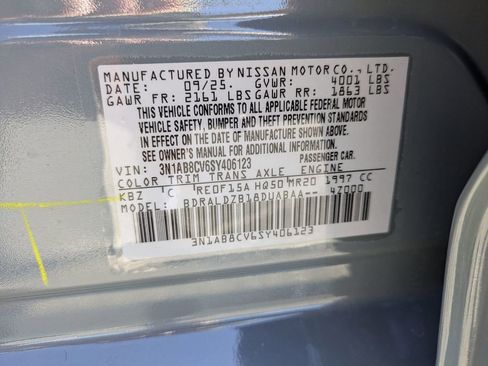 MANUFACTURED BY NISSAN MOTOR CO., LTD.
DATE: 09/25. GVWR: 4001 LBS
GAWR FR: 2161 LBS GAWR RR: 1863 LBS
THIS VEHICLE CONFORMS TO ALL APPLICABLE FEDERAL MOTOR
VEHICLE SAFETY, BUMPER AND THEFT PREVENTION STANDARDS
IN EFFECT ON THE DATE OF MANUFACTURE SHOWN ABOVE.
SEE OWNER'S MANUAL FOR ADDITIONAL INFORMATION.
VIN: 3N1AB8CV6SY406123 PASSENGER CAR
COLOR TRIM TRANS AXLE ENGINE
KBZ C RE0F15A HQ50 MR20 1997 CC
MODEL: BDRALDZB18DUABAA-- 4Z000
3N1AB8CV6SY406123